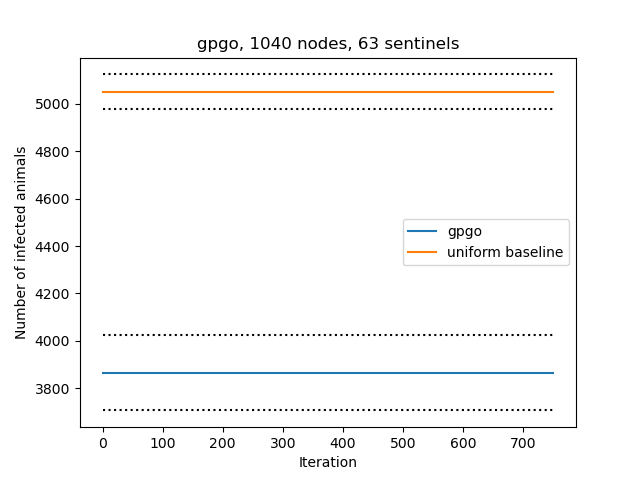 gpgo, 1040 nodes, 63 sentinels
Number of infected animals
5000
4800
4600
4400
4200
4000
3800
gpgo
uniform baseline
0 100 200 300 400 500 600 700
Iteration